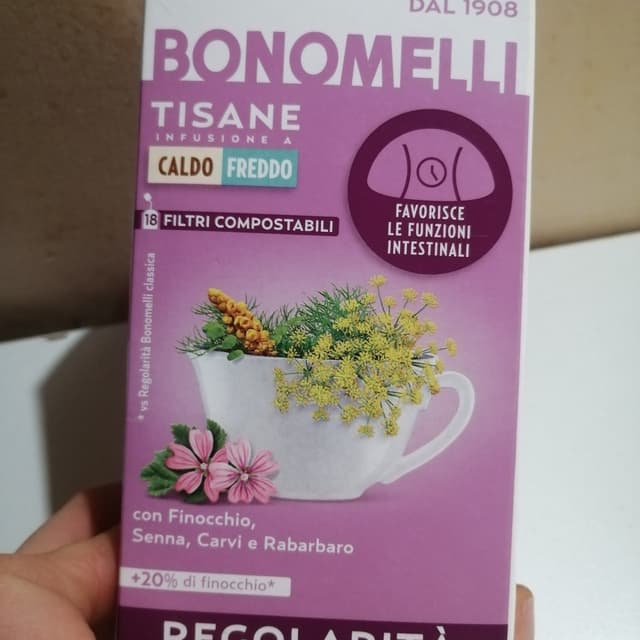 DAL 1908
BONOMELLI
TISANE
INFUSIONE A
CALDO FREDDO
18 FILTRI COMPOSTABILI
FAVORISCE
LE FUNZIONI
INTESTINALI
* vs Regolarità Bonomelli classica
con Finocchio,
Senna, Carvi e Rabarbaro
+20% di finocchio*
REGOLARITÀ